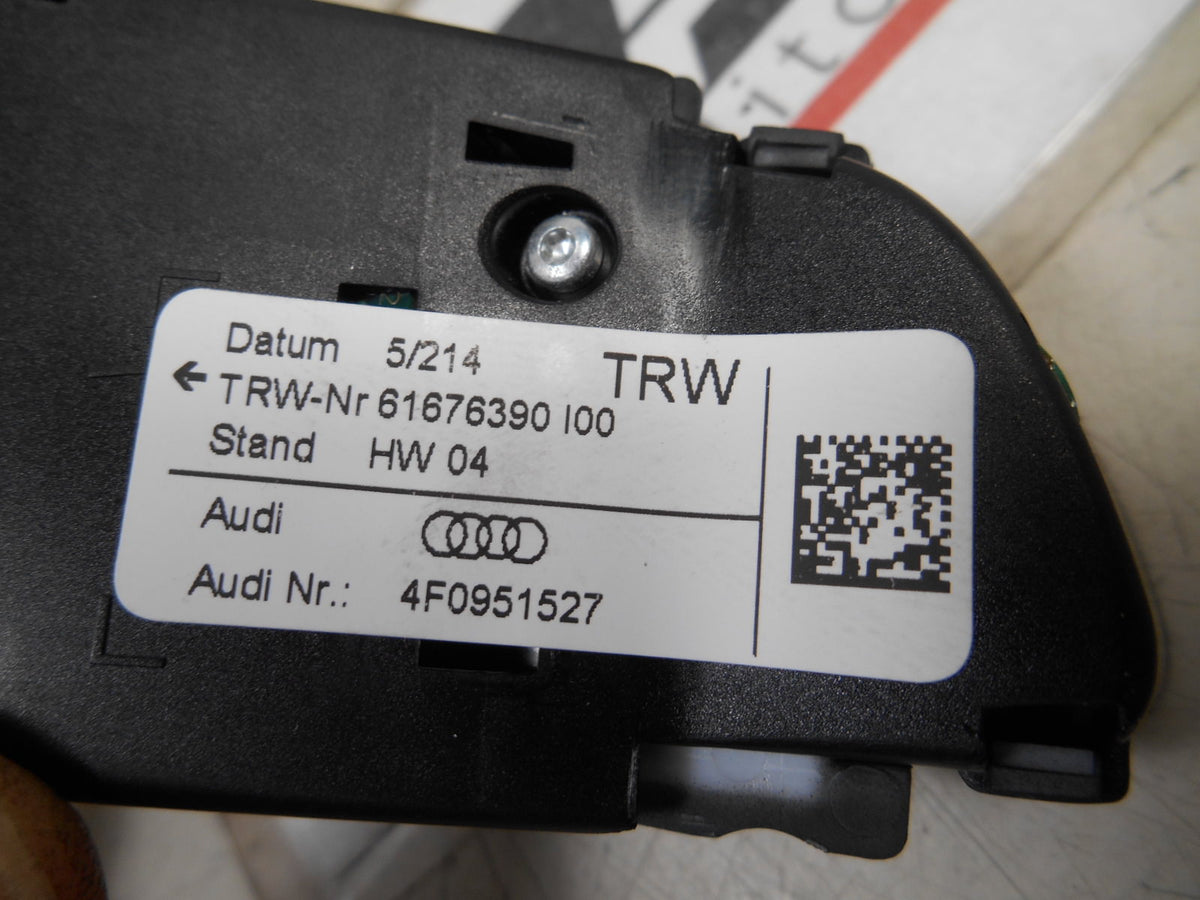 Datum 5/214
TRW
← TRW-Nr 61676390 I00
Stand HW 04
Audi
Audi Nr.: 4F0951527